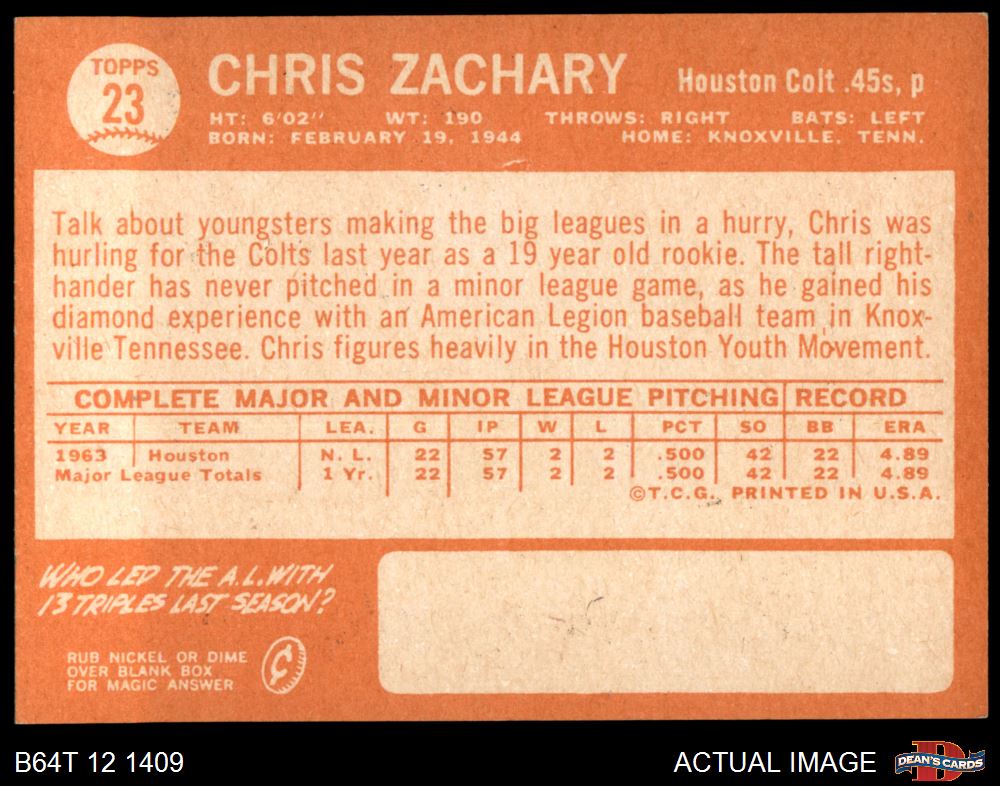 TOPPS
23
CHRIS ZACHARY
Houston Colt .45s, p
HT: 6'02" WT: 190 THROWS: RIGHT BATS: LEFT
BORN: FEBRUARY 19, 1944 HOME: KNOXVILLE, TENN.
Talk about youngsters making the big leagues in a hurry, Chris was
hurling for the Colts last year as a 19 year old rookie. The tall right-
hander has never pitched in a minor league game, as he gained his
diamond experience with an American Legion baseball team in Knox-
ville Tennessee. Chris figures heavily in the Houston Youth Movement.
COMPLETE MAJOR AND MINOR LEAGUE PITCHING RECORD
YEAR TEAM LEA. G IP W L PCT SO BB ERA
1963 Houston N. L. 22 57 2 2 .500 42 22 4.89
Major League Totals 1 Yr. 22 57 2 2 .500 42 22 4.89
©T.C.G. PRINTED IN U.S.A.
WHO LED THE A.L. WITH
13 TRIPLES LAST SEASON?
RUB NICKEL OR DIME
OVER BLANK BOX
FOR MAGIC ANSWER
¢
B64T 12 1409
ACTUAL IMAGE
D
DEAN'S CARDS